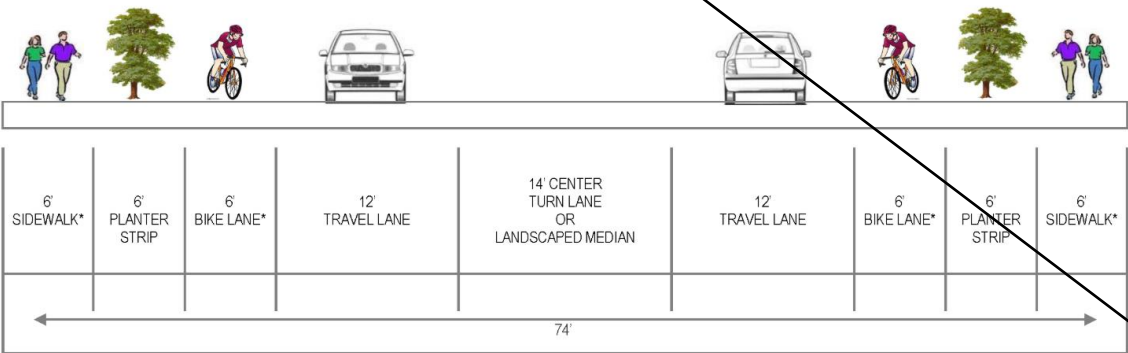 6'
SIDEWALK*
6'
PLANTER
STRIP
6'
BIKE LANE*
12'
TRAVEL LANE
14' CENTER
TURN LANE
OR
LANDSCAPED MEDIAN
12'
TRAVEL LANE
6'
BIKE LANE*
6'
PLANTER
STRIP
6'
SIDEWALK*
74'